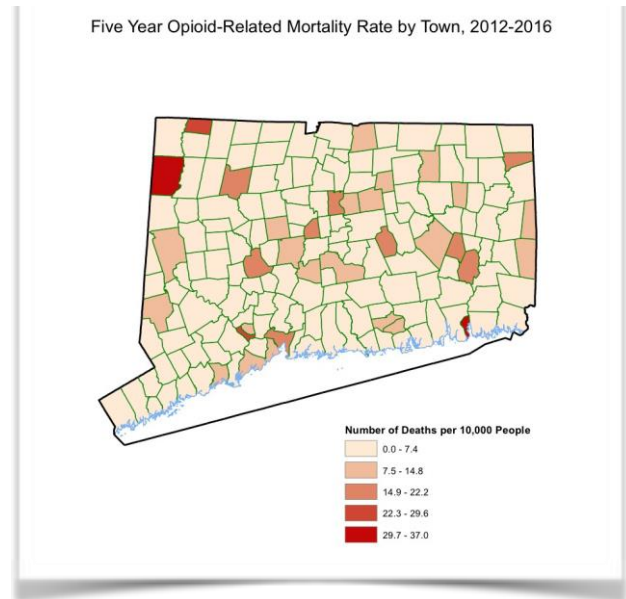 Five Year Opioid-Related Mortality Rate by Town, 2012-2016
Number of Deaths per 10,000 People
0.0 - 7.4
7.5 - 14.8
14.9 - 22.2
22.3 - 29.6
29.7 - 37.0